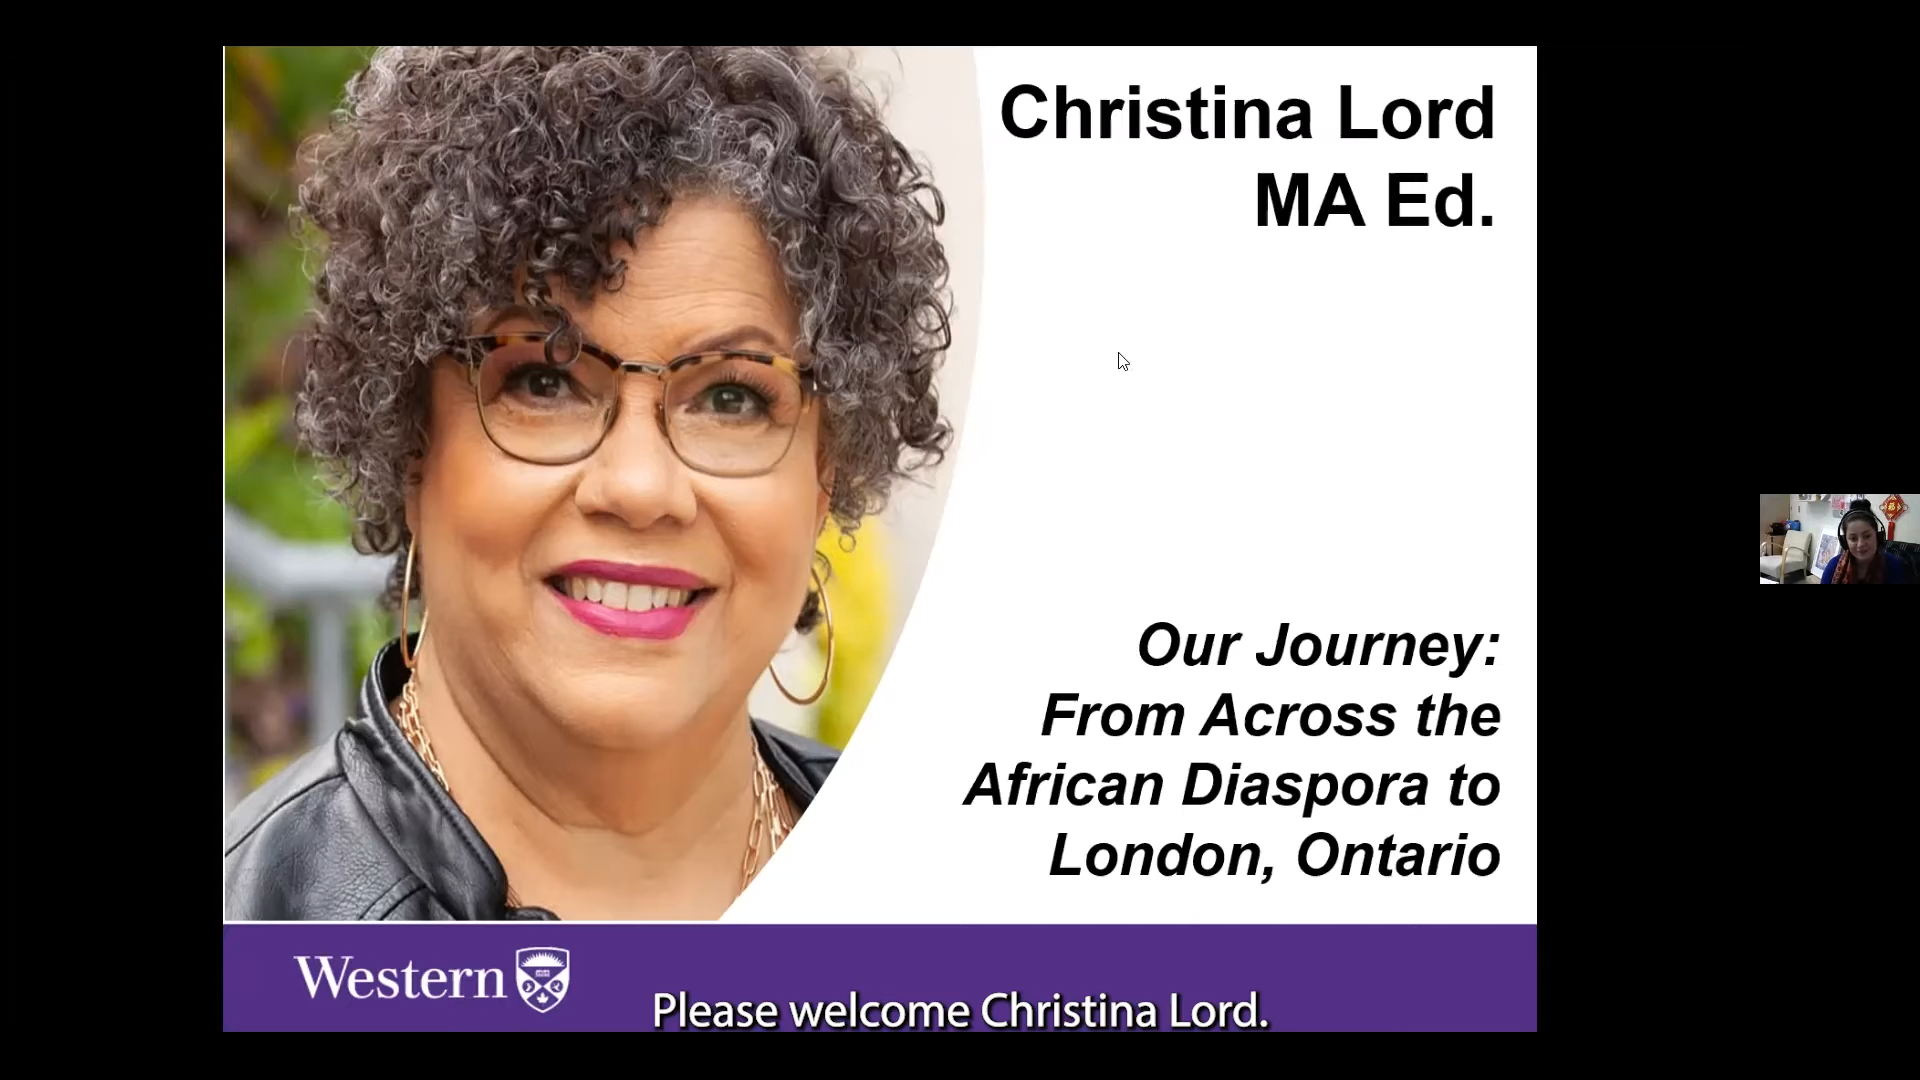 Christina Lord
MA Ed.
Our Journey:
From Across the
African Diaspora to
London, Ontario
Western
Please welcome Christina Lord.